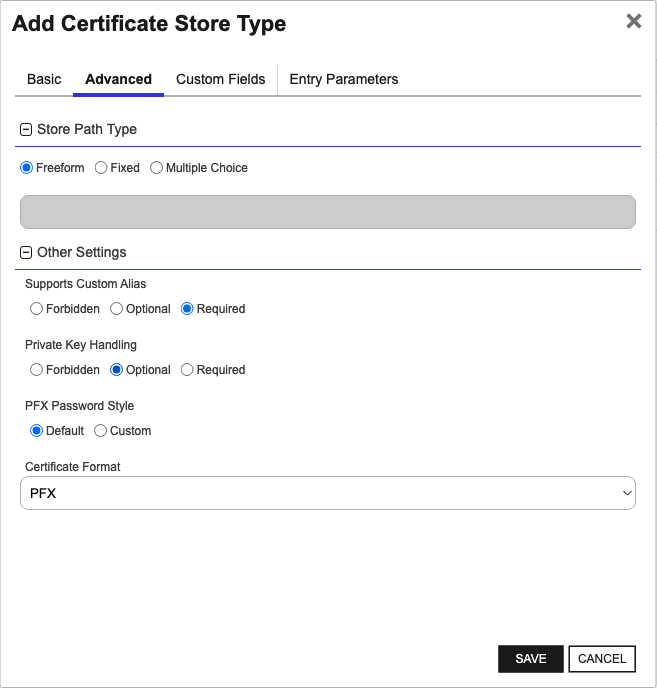 Add Certificate Store Type
Basic Advanced Custom Fields Entry Parameters
Store Path Type
Freeform Fixed Multiple Choice
Other Settings
Supports Custom Alias
Forbidden Optional Required
Private Key Handling
Forbidden Optional Required
PFX Password Style
Default Custom
Certificate Format
PFX
SAVE CANCEL